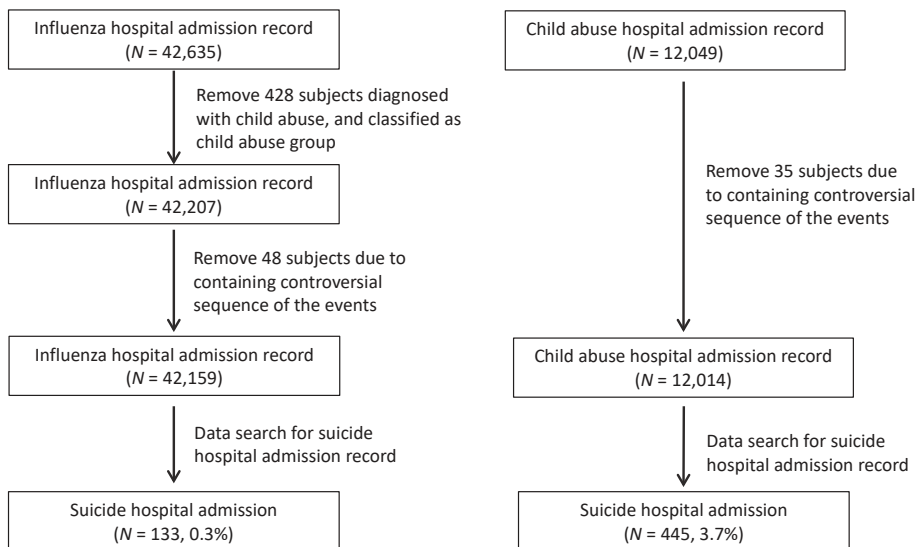 Influenza hospital admission record
(N = 42,635)
Remove 428 subjects diagnosed
with child abuse, and classified as
child abuse group
Influenza hospital admission record
(N = 42,207)
Remove 48 subjects due to
containing controversial
sequence of the events
Influenza hospital admission record
(N = 42,159)
Data search for suicide
hospital admission record
Suicide hospital admission
(N = 133, 0.3%)
Child abuse hospital admission record
(N = 12,049)
Remove 35 subjects due
to containing controversial
sequence of the events
Child abuse hospital admission record
(N = 12,014)
Data search for suicide
hospital admission record
Suicide hospital admission
(N = 445, 3.7%)